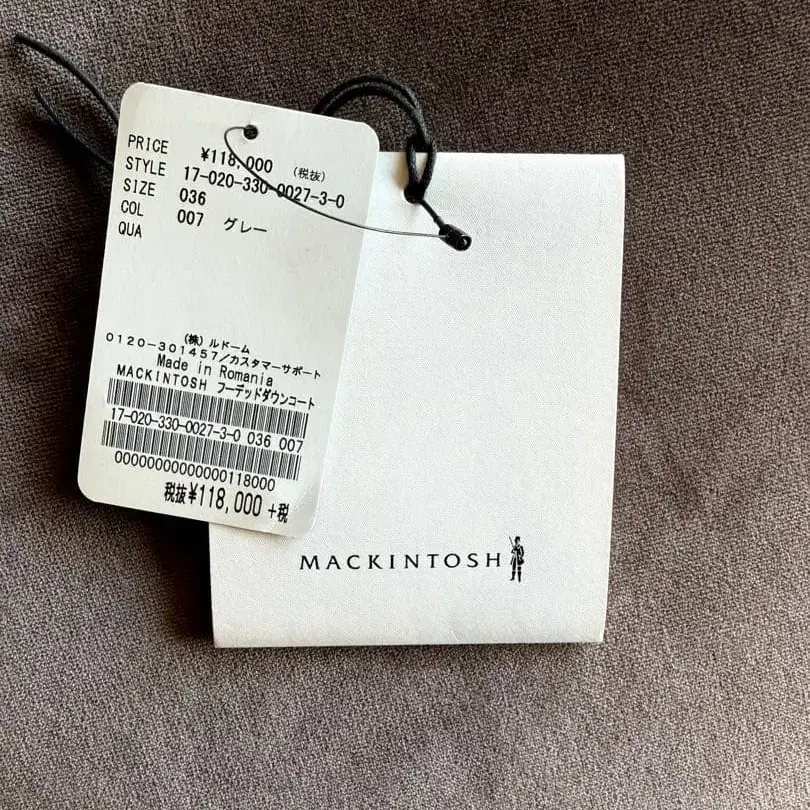 PRICE ¥118,000 (税抜)
STYLE 17-020-330-0027-3-0
SIZE 036
COL 007 グレー
QUA
(株)ルドーム
0120-301457/カスタマーサポート
Made in Romania
MACKINTOSH フーデッドダウンコート
17-020-330-0027-3-0 036 007
00000000000000118000
税抜¥118,000+税
MACKINTOSH